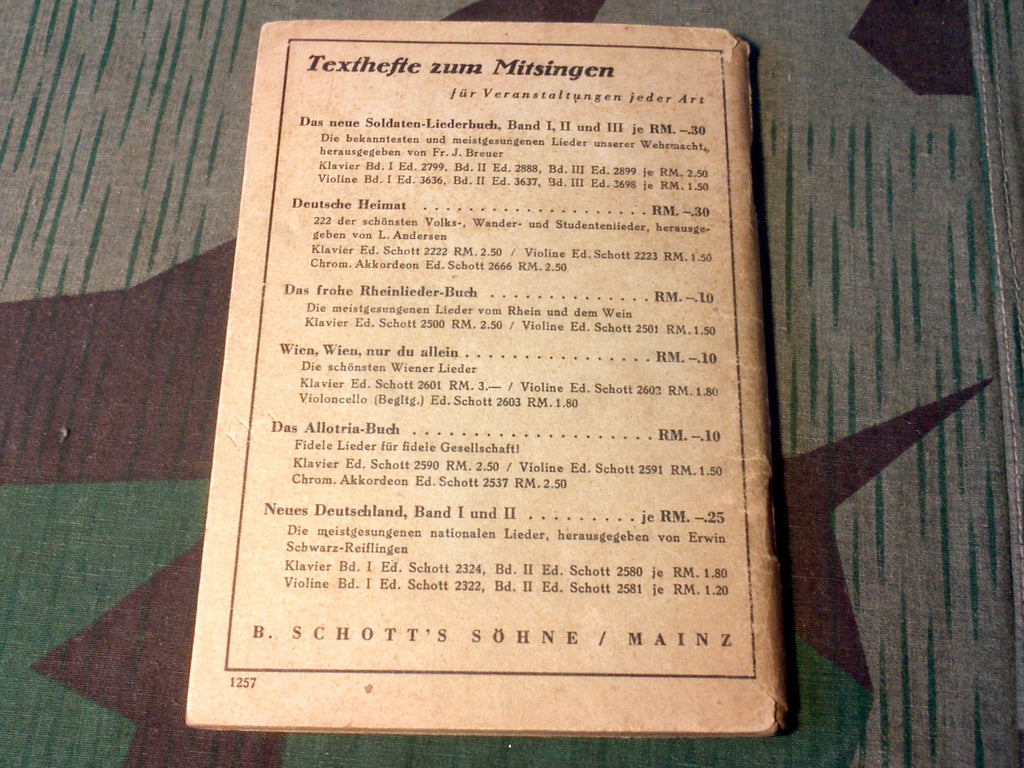 Texthefte zum Mitsingen
für Veranstaltungen jeder Art
Das neue Soldaten-Liederbuch, Band I, II und III je RM. –.30
Die bekanntesten und meistgesungenen Lieder unserer Wehrmacht,
herausgegeben von Fr. J. Breuer
Klavier Bd. I Ed. 2799, Bd. II Ed. 2888, Bd. III Ed. 2899 je RM. 2.50
Violine Bd. I Ed. 3636, Bd. II Ed. 3637, Bd. III Ed. 3698 je RM. 1.50
Deutsche Heimat . . . . . . . . . . . . . . . . . . . RM. –.30
222 der schönsten Volks-, Wander- und Studentenlieder, herausge-
geben von L. Andersen
Klavier Ed. Schott 2222 RM. 2.50 / Violine Ed. Schott 2223 RM. 1.50
Chrom. Akkordeon Ed. Schott 2666 RM. 2.50
Das frohe Rheinlieder-Buch . . . . . . . . . . . . . . RM. –.10
Die meistgesungenen Lieder vom Rhein und dem Wein
Klavier Ed. Schott 2500 RM. 2.50 / Violine Ed. Schott 2501 RM. 1.50
Wien, Wien, nur du allein . . . . . . . . . . . . . . . . RM. –.10
Die schönsten Wiener Lieder
Klavier Ed. Schott 2601 RM. 3.— / Violine Ed. Schott 2602 RM. 1.80
Violoncello (Begltg.) Ed. Schott 2603 RM. 1.80
Das Allotria-Buch . . . . . . . . . . . . . . . . . . . . RM. –.10
Fidele Lieder für fidele Gesellschaft!
Klavier Ed. Schott 2590 RM. 2.50 / Violine Ed. Schott 2591 RM. 1.50
Chrom. Akkordeon Ed. Schott 2537 RM. 2.50
Neues Deutschland, Band I und II . . . . . . . . . je RM. –.25
Die meistgesungenen nationalen Lieder, herausgegeben von Erwin
Schwarz-Reiflingen
Klavier Bd. I Ed. Schott 2324, Bd. II Ed. Schott 2580 je RM. 1.80
Violine Bd. I Ed. Schott 2322, Bd. II Ed. Schott 2581 je RM. 1.20
B. SCHOTT'S SÖHNE / MAINZ
1257